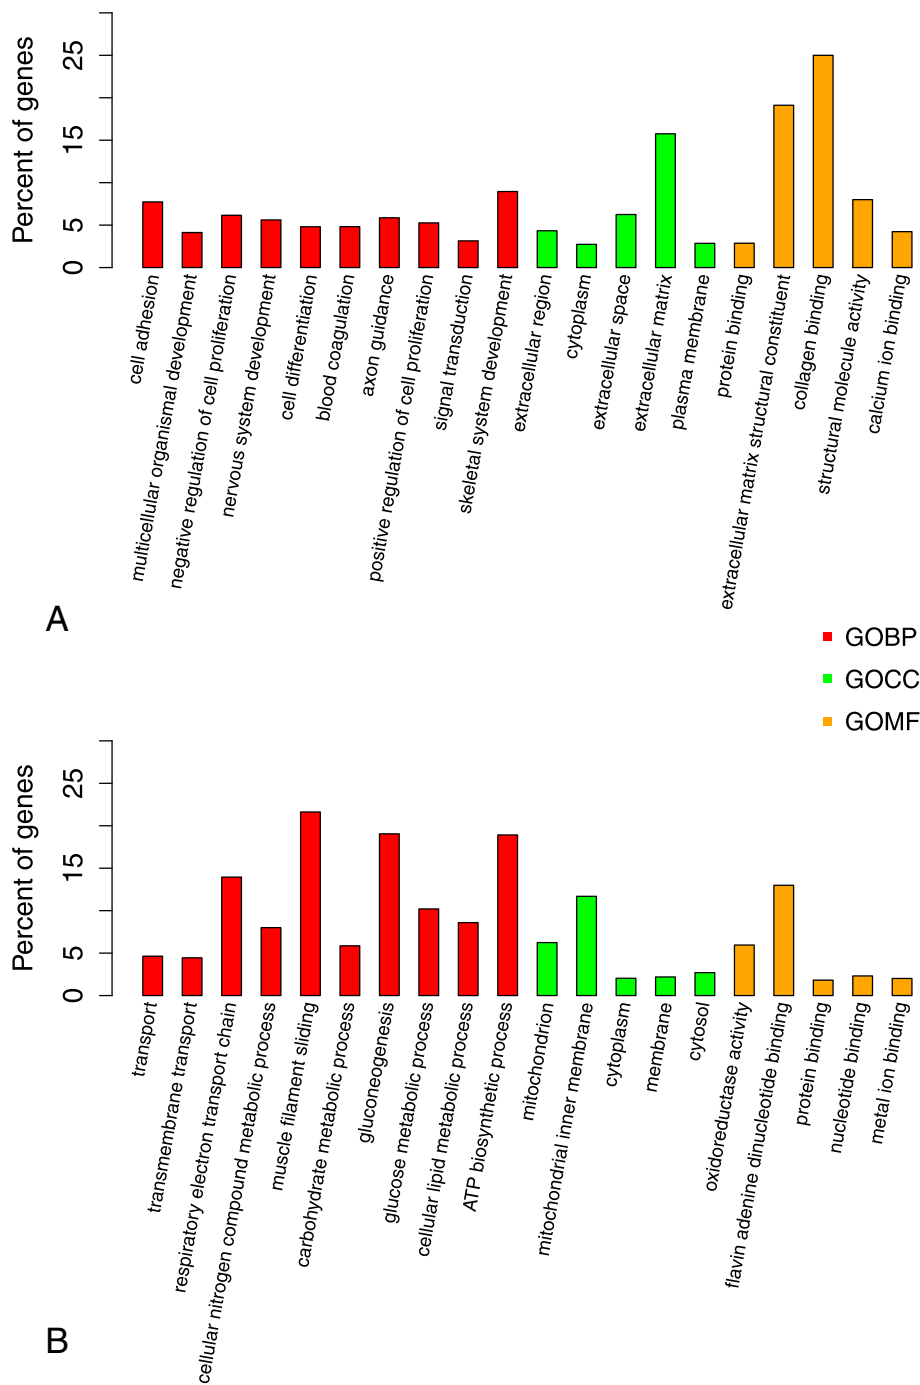 Percent of genes
25
15
5
0
cell adhesion
multicellular organismal development
negative regulation of cell proliferation
nervous system development
cell differentiation
blood coagulation
axon guidance
positive regulation of cell proliferation
signal transduction
skeletal system development
extracellular region
cytoplasm
extracellular space
extracellular matrix
plasma membrane
protein binding
extracellular matrix structural constituent
collagen binding
structural molecule activity
calcium ion binding
A
GOBP
GOCC
GOMF
Percent of genes
25
15
5
0
transport
transmembrane transport
respiratory electron transport chain
cellular nitrogen compound metabolic process
muscle filament sliding
carbohydrate metabolic process
gluconeogenesis
glucose metabolic process
cellular lipid metabolic process
ATP biosynthetic process
mitochondrion
mitochondrial inner membrane
cytoplasm
membrane
cytosol
oxidoreductase activity
flavin adenine dinucleotide binding
protein binding
nucleotide binding
metal ion binding
B